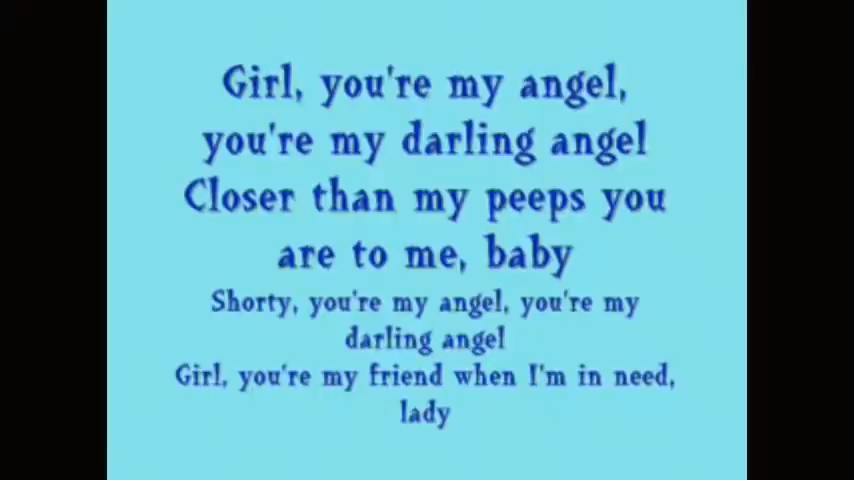 Girl, you're my angel,
you're my darling angel
Closer than my peeps you
are to me, baby
Shorty, you're my angel, you're my
darling angel
Girl, you're my friend when I'm in need,
lady